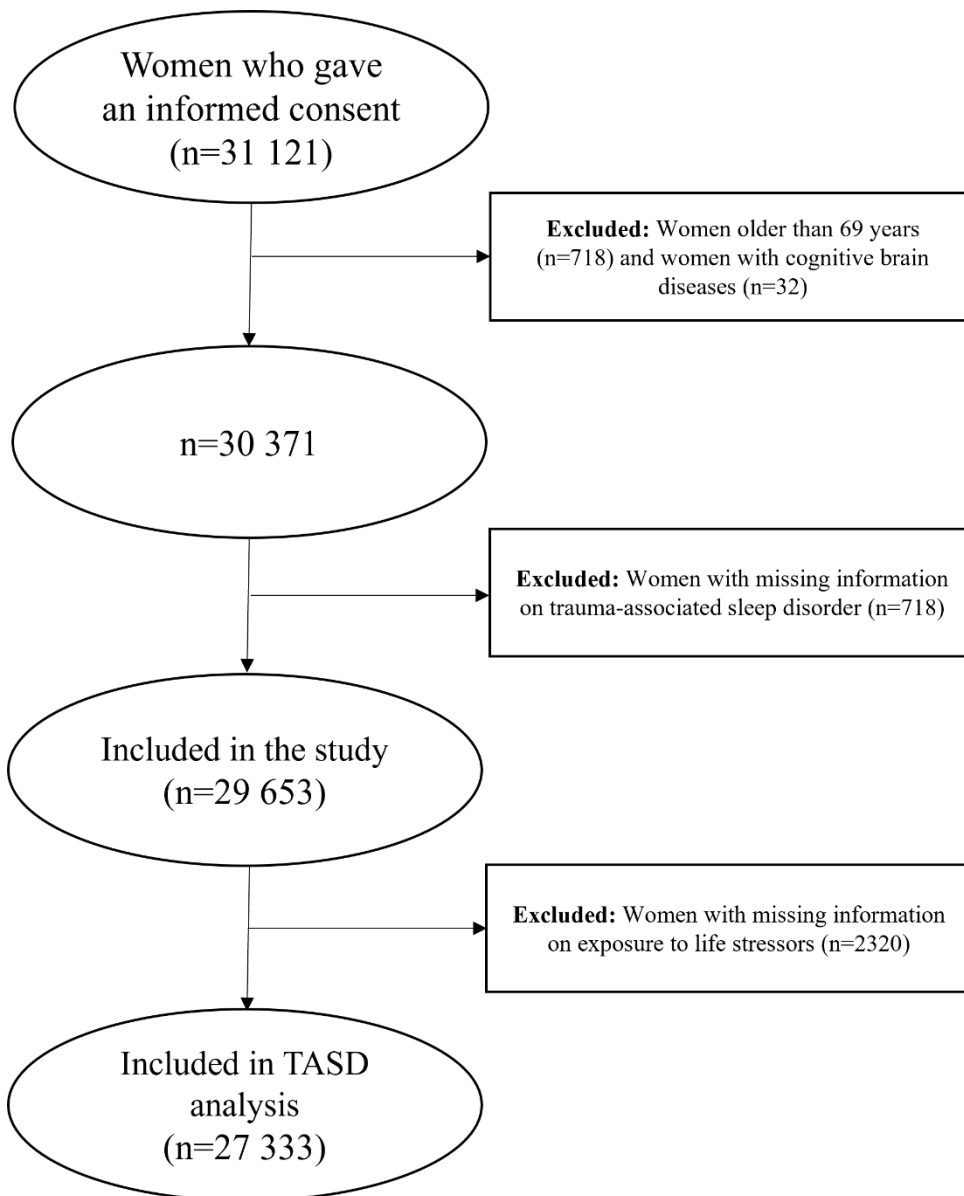 Women who gave
an informed consent
(n=31 121)
Excluded: Women older than 69 years
(n=718) and women with cognitive brain
diseases (n=32)
n=30 371
Excluded: Women with missing information
on trauma-associated sleep disorder (n=718)
Included in the study
(n=29 653)
Excluded: Women with missing information
on exposure to life stressors (n=2320)
Included in TASD
analysis
(n=27 333)